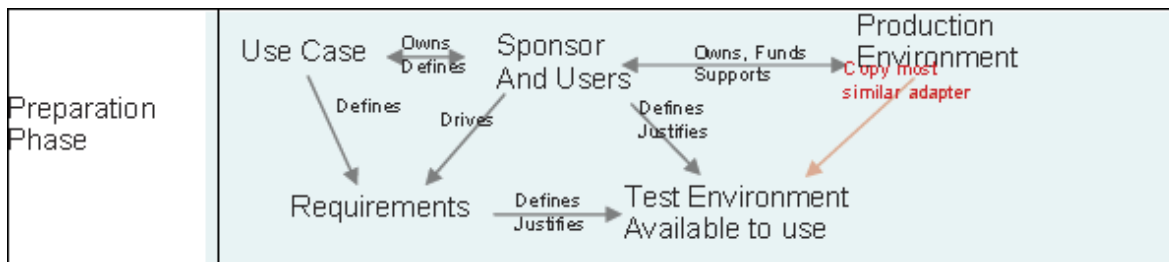 Preparation
Phase
Use Case
Owns
Defines
Sponsor
And Users
Owns, Funds
Supports
Production
Environment
Copy most
similar adapter
Defines
Drives
Defines
Justifies
Requirements
Defines
Justifies
Test Environment
Available to use